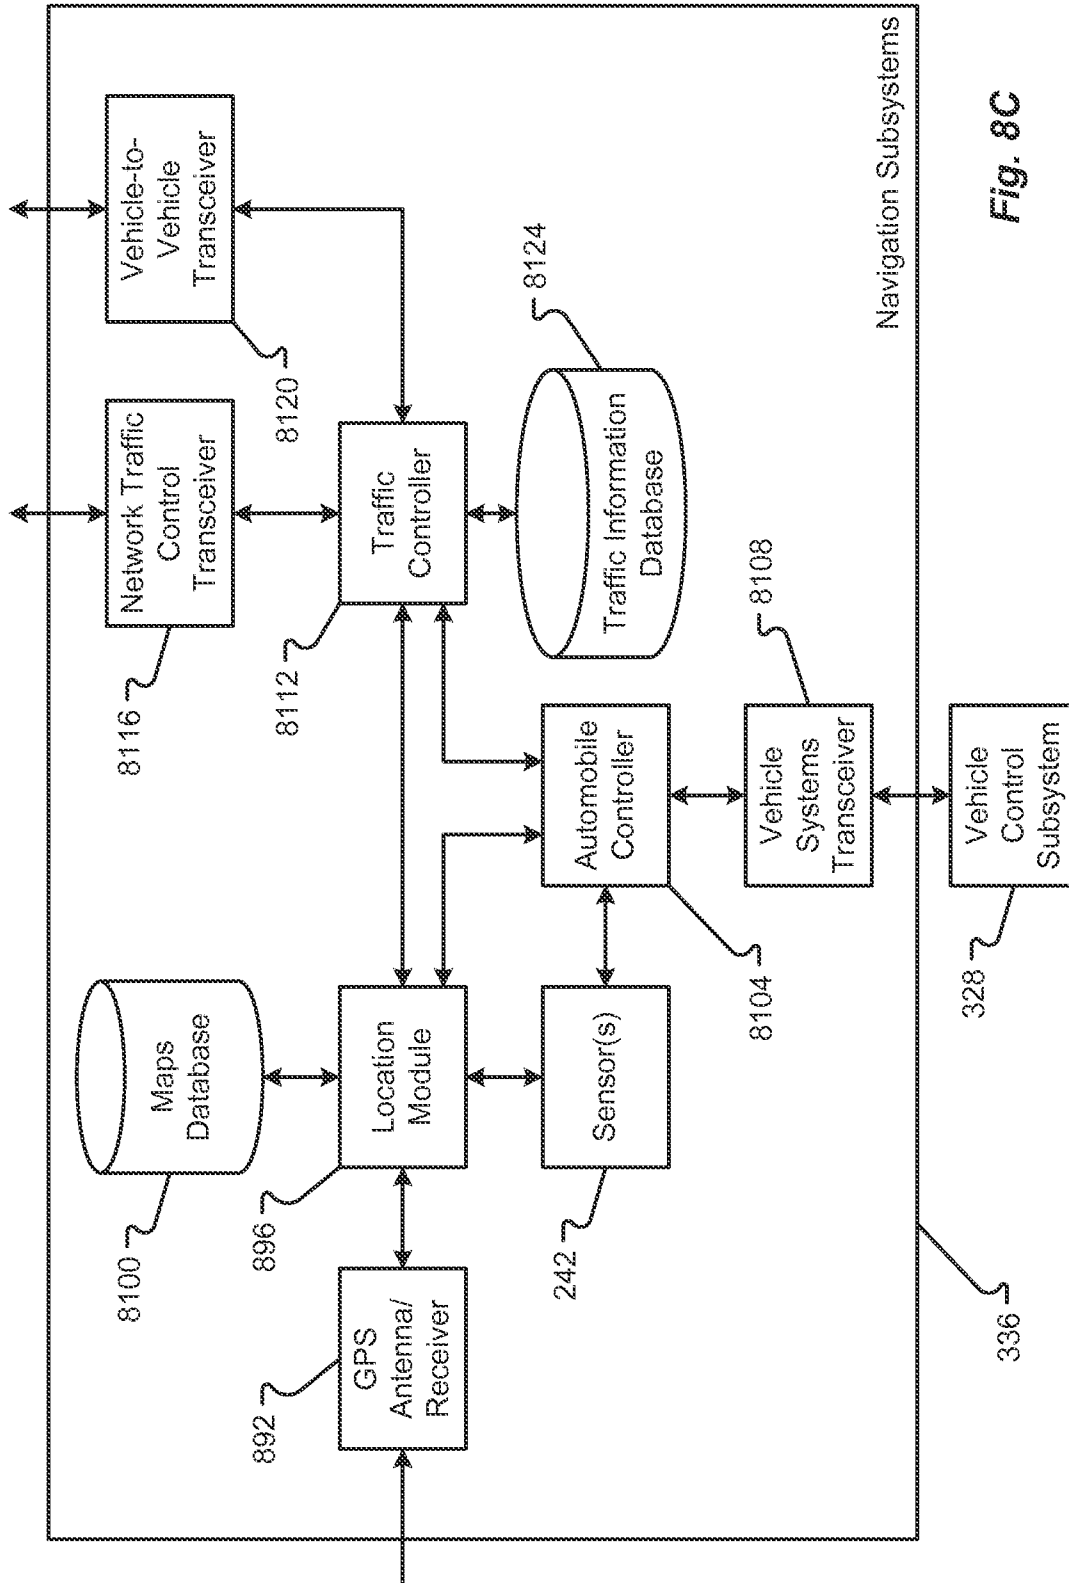 8100
Maps
Database
8116
Network Traffic
Control
Transceiver
8120
Vehicle-to-
Vehicle
Transceiver
892
GPS
Antenna/
Receiver
896
Location
Module
8112
Traffic
Controller
242
Sensor(s)
8104
Automobile
Controller
8124
Traffic Information
Database
8108
Vehicle
Systems
Transceiver
336
Navigation Subsystems
328
Vehicle
Control
Subsystem
Fig. 8C